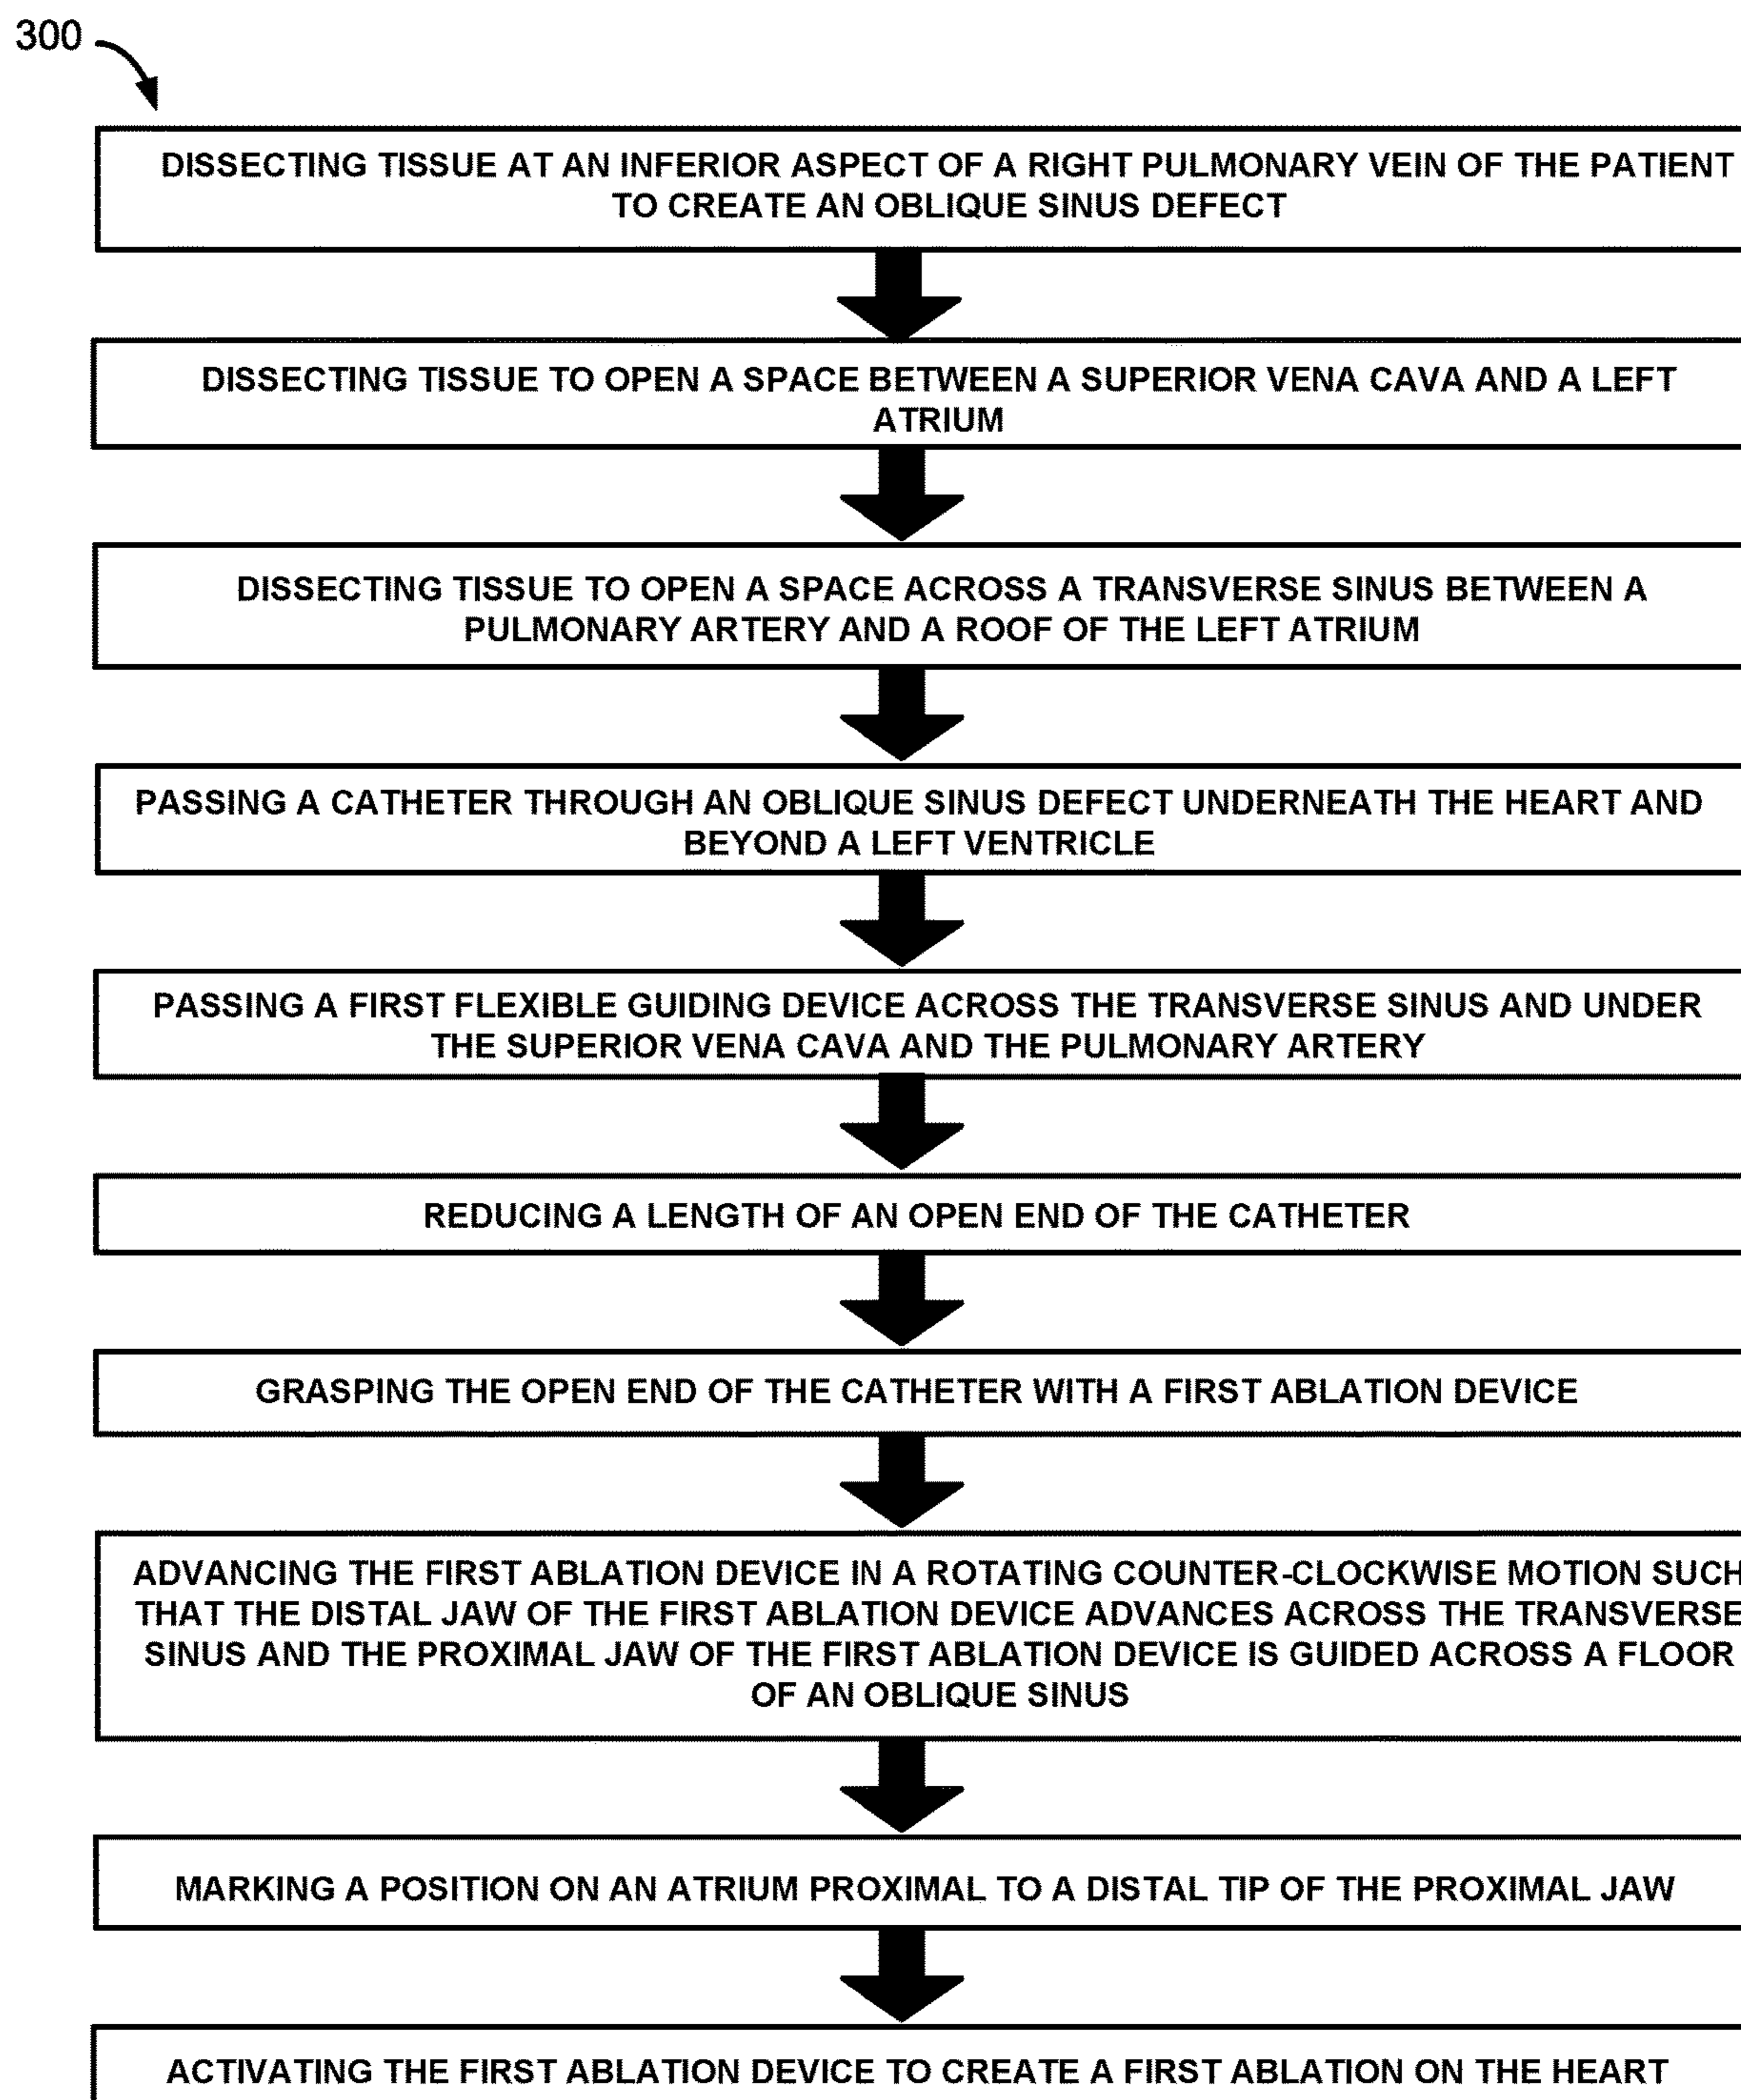 300
DISSECTING TISSUE AT AN INFERIOR ASPECT OF A RIGHT PULMONARY VEIN OF THE PATIENT
TO CREATE AN OBLIQUE SINUS DEFECT
DISSECTING TISSUE TO OPEN A SPACE BETWEEN A SUPERIOR VENA CAVA AND A LEFT
ATRIUM
DISSECTING TISSUE TO OPEN A SPACE ACROSS A TRANSVERSE SINUS BETWEEN A
PULMONARY ARTERY AND A ROOF OF THE LEFT ATRIUM
PASSING A CATHETER THROUGH AN OBLIQUE SINUS DEFECT UNDERNEATH THE HEART AND
BEYOND A LEFT VENTRICLE
PASSING A FIRST FLEXIBLE GUIDING DEVICE ACROSS THE TRANSVERSE SINUS AND UNDER
THE SUPERIOR VENA CAVA AND THE PULMONARY ARTERY
REDUCING A LENGTH OF AN OPEN END OF THE CATHETER
GRASPING THE OPEN END OF THE CATHETER WITH A FIRST ABLATION DEVICE
ADVANCING THE FIRST ABLATION DEVICE IN A ROTATING COUNTER-CLOCKWISE MOTION SUCH
THAT THE DISTAL JAW OF THE FIRST ABLATION DEVICE ADVANCES ACROSS THE TRANSVERSE
SINUS AND THE PROXIMAL JAW OF THE FIRST ABLATION DEVICE IS GUIDED ACROSS A FLOOR
OF AN OBLIQUE SINUS
MARKING A POSITION ON AN ATRIUM PROXIMAL TO A DISTAL TIP OF THE PROXIMAL JAW
ACTIVATING THE FIRST ABLATION DEVICE TO CREATE A FIRST ABLATION ON THE HEART